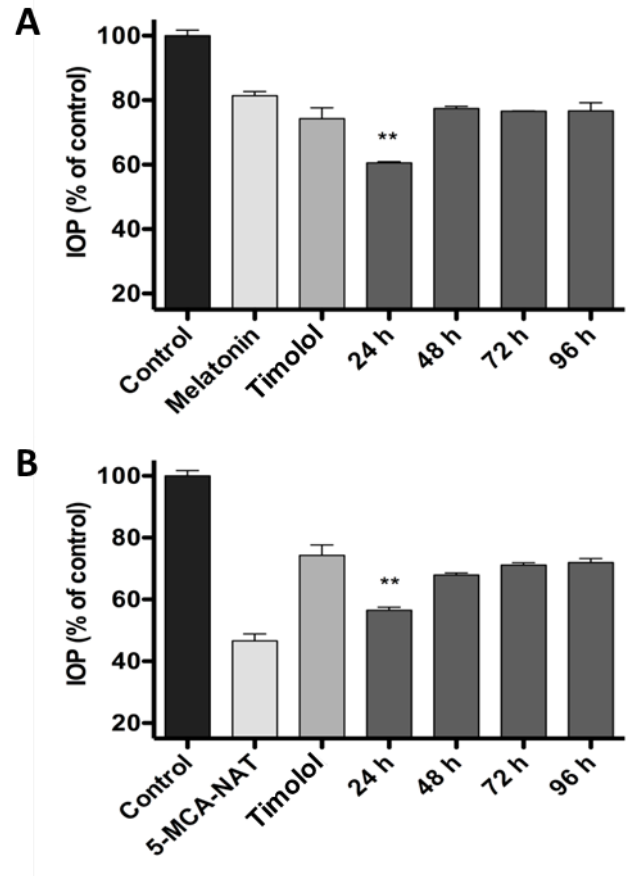 A
IOP (% of control)
100
80
60
40
20
**
Control
Melatonin
Timolol
24 h
48 h
72 h
96 h
B
IOP (% of control)
100
80
60
40
20
**
Control
5-MCA-NAT
Timolol
24 h
48 h
72 h
96 h